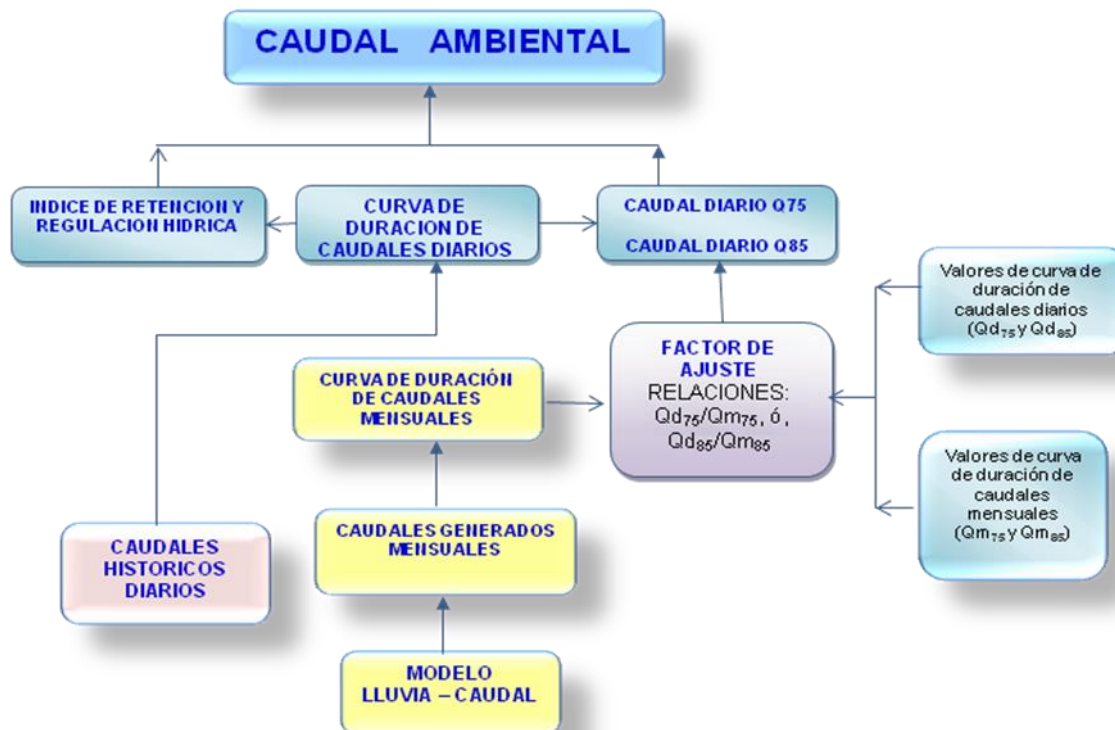 CAUDAL AMBIENTAL
INDICE DE RETENCION Y
REGULACION HIDRICA
CURVA DE
DURACION DE
CAUDALES DIARIOS
CAUDAL DIARIO Q75
CAUDAL DIARIO Q85
Valores de curva de
duración de
caudales diarios
(Qd₇₅ y Qd₈₅)
FACTOR DE
AJUSTE
RELACIONES:
Qd₇₅/Qm₇₅, ó,
Qd₈₅/Qm₈₅
CURVA DE DURACIÓN
DE CAUDALES
MENSUALES
Valores de curva
de duración de
caudales
mensuales
(Qm₇₅ y Qm₈₅)
CAUDALES GENERADOS
MENSUALES
CAUDALES
HISTORICOS
DIARIOS
MODELO
LLUVIA – CAUDAL